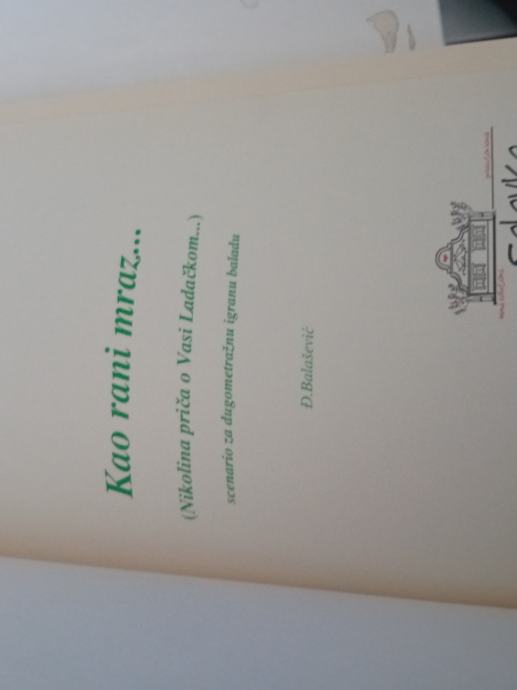 Kao rani mraz...
(Nikolina priča o Vasi Ladačkom...)
scenario za dugometražnu igranu baladu
Đ.Balašević